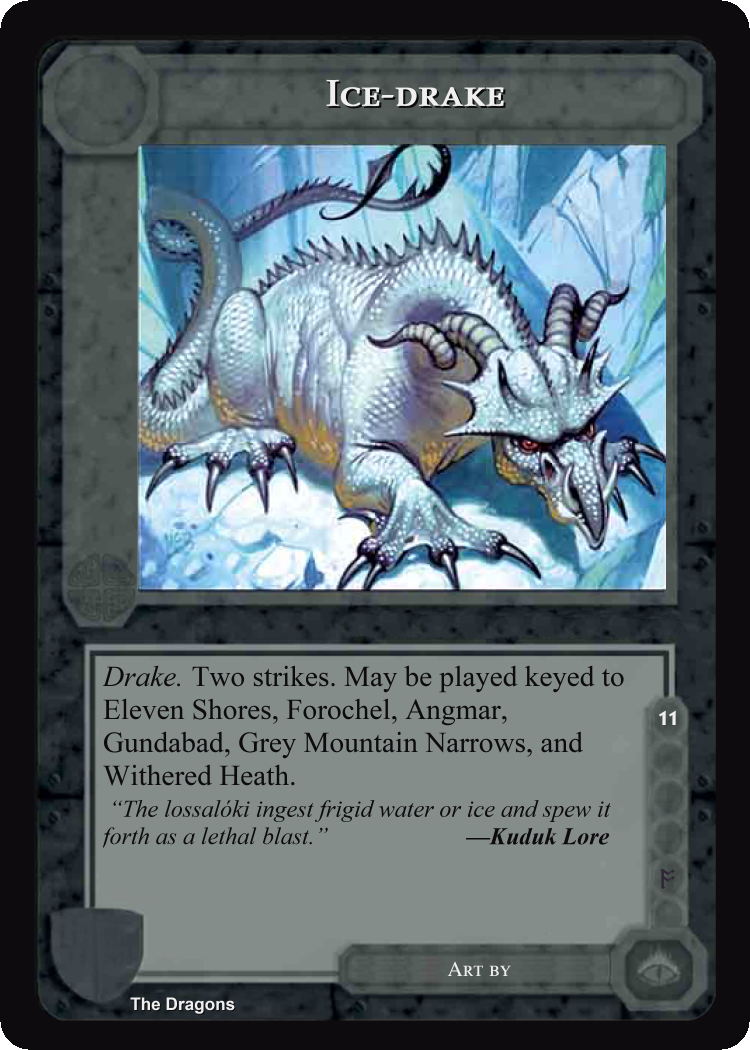 ICE-DRAKE
Drake. Two strikes. May be played keyed to
Eleven Shores, Forochel, Angmar,
Gundabad, Grey Mountain Narrows, and
Withered Heath.
“The lossalóki ingest frigid water or ice and spew it
forth as a lethal blast.” —Kuduk Lore
11
ART BY
The Dragons